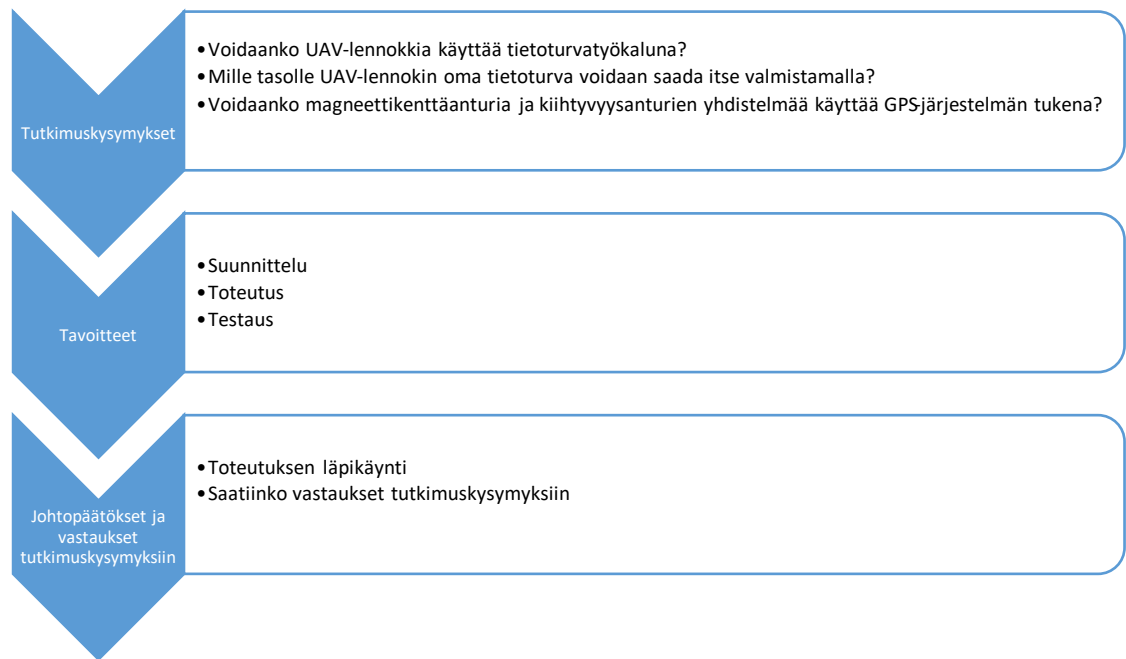 Tutkimuskysymykset
•Voidaanko UAV-lennokkia käyttää tietoturvatyökaluna?
•Mille tasolle UAV-lennokin oma tietoturva voidaan saada itse valmistamalla?
•Voidaanko magneettikenttäanturia ja kiihtyvyysanturien yhdistelmää käyttää GPS-järjestelmän tukena?
Tavoitteet
•Suunnittelu
•Toteutus
•Testaus
Johtopäätökset ja
vastaukset
tutkimuskysymyksiin
•Toteutuksen läpikäynti
•Saatiinko vastaukset tutkimuskysymyksiin